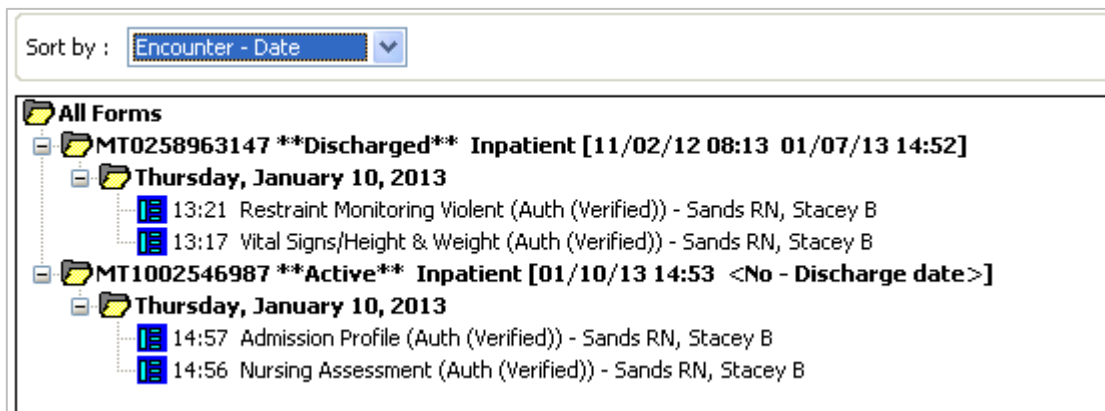 Sort by : Encounter - Date
All Forms
MT0258963147 **Discharged** Inpatient [11/02/12 08:13 01/07/13 14:52]
Thursday, January 10, 2013
13:21 Restraint Monitoring Violent (Auth (Verified)) - Sands RN, Stacey B
13:17 Vital Signs/Height & Weight (Auth (Verified)) - Sands RN, Stacey B
MT1002546987 **Active** Inpatient [01/10/13 14:53 <No - Discharge date>]
Thursday, January 10, 2013
14:57 Admission Profile (Auth (Verified)) - Sands RN, Stacey B
14:56 Nursing Assessment (Auth (Verified)) - Sands RN, Stacey B